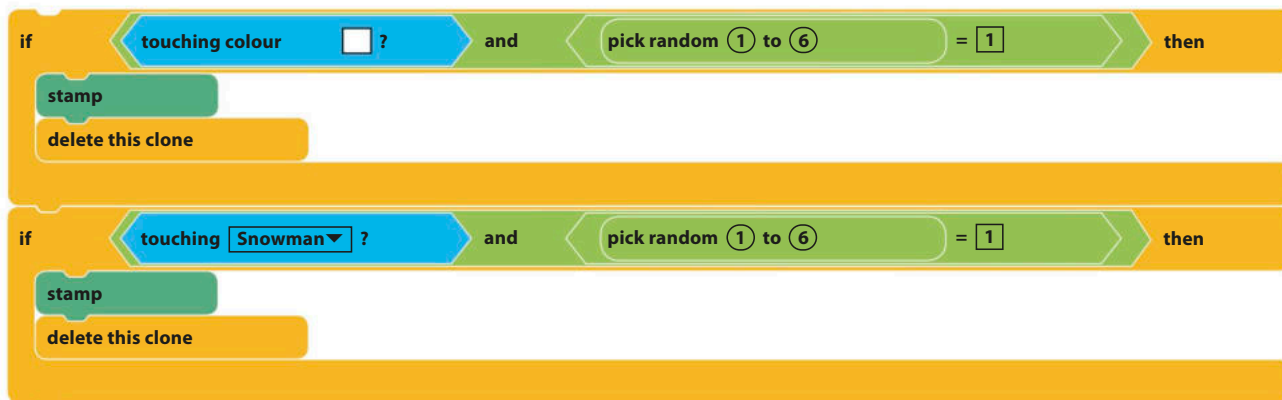 if touching colour ? and pick random 1 to 6 = 1 then
stamp
delete this clone
if touching Snowman ? and pick random 1 to 6 = 1 then
stamp
delete this clone